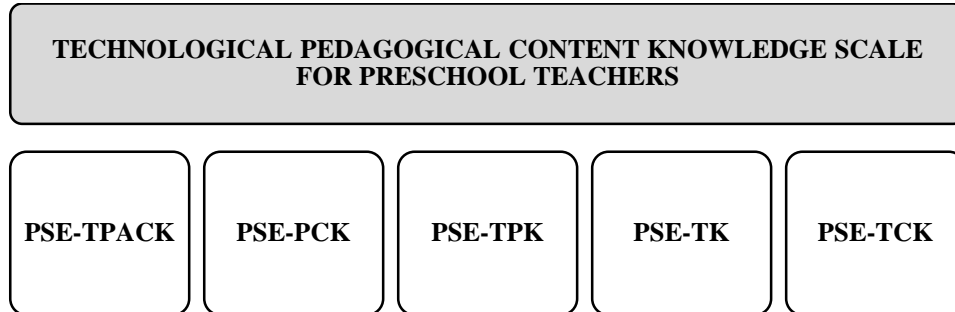 TECHNOLOGICAL PEDAGOGICAL CONTENT KNOWLEDGE SCALE
FOR PRESCHOOL TEACHERS
PSE-TPACK
PSE-PCK
PSE-TPK
PSE-TK
PSE-TCK